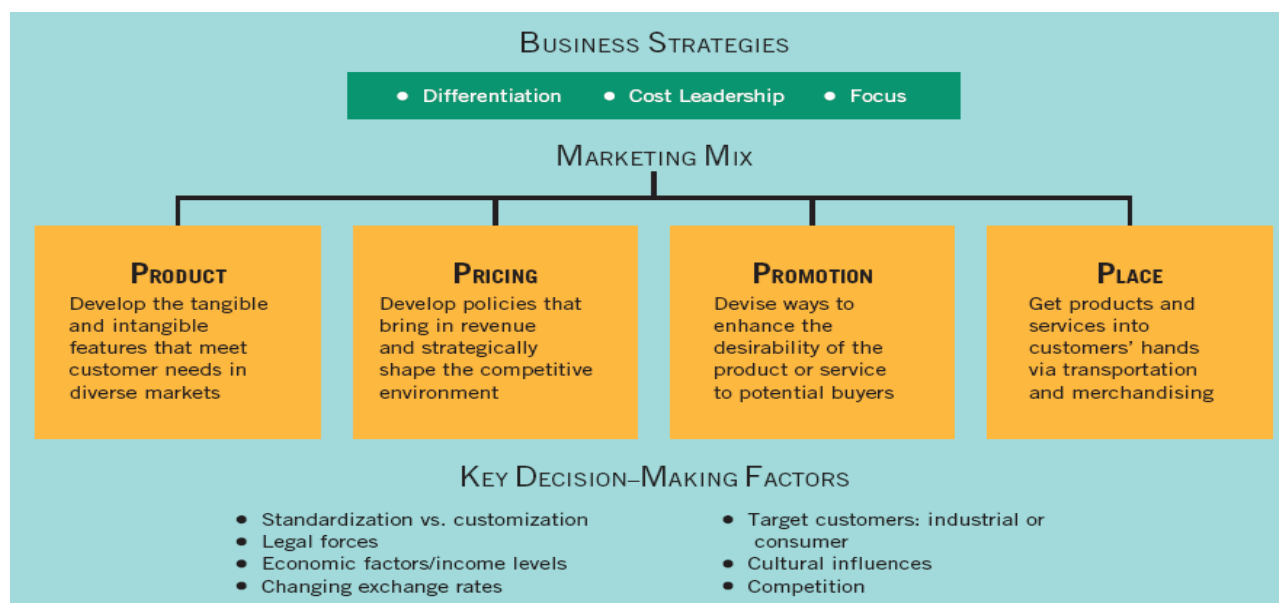 BUSINESS STRATEGIES
• Differentiation • Cost Leadership • Focus
MARKETING MIX
PRODUCT
Develop the tangible
and intangible
features that meet
customer needs in
diverse markets
PRICING
Develop policies that
bring in revenue
and strategically
shape the competitive
environment
PROMOTION
Devise ways to
enhance the
desirability of the
product or service
to potential buyers
PLACE
Get products and
services into
customers' hands
via transportation
and merchandising
KEY DECISION–MAKING FACTORS
• Standardization vs. customization
• Legal forces
• Economic factors/income levels
• Changing exchange rates
• Target customers: industrial or
consumer
• Cultural influences
• Competition